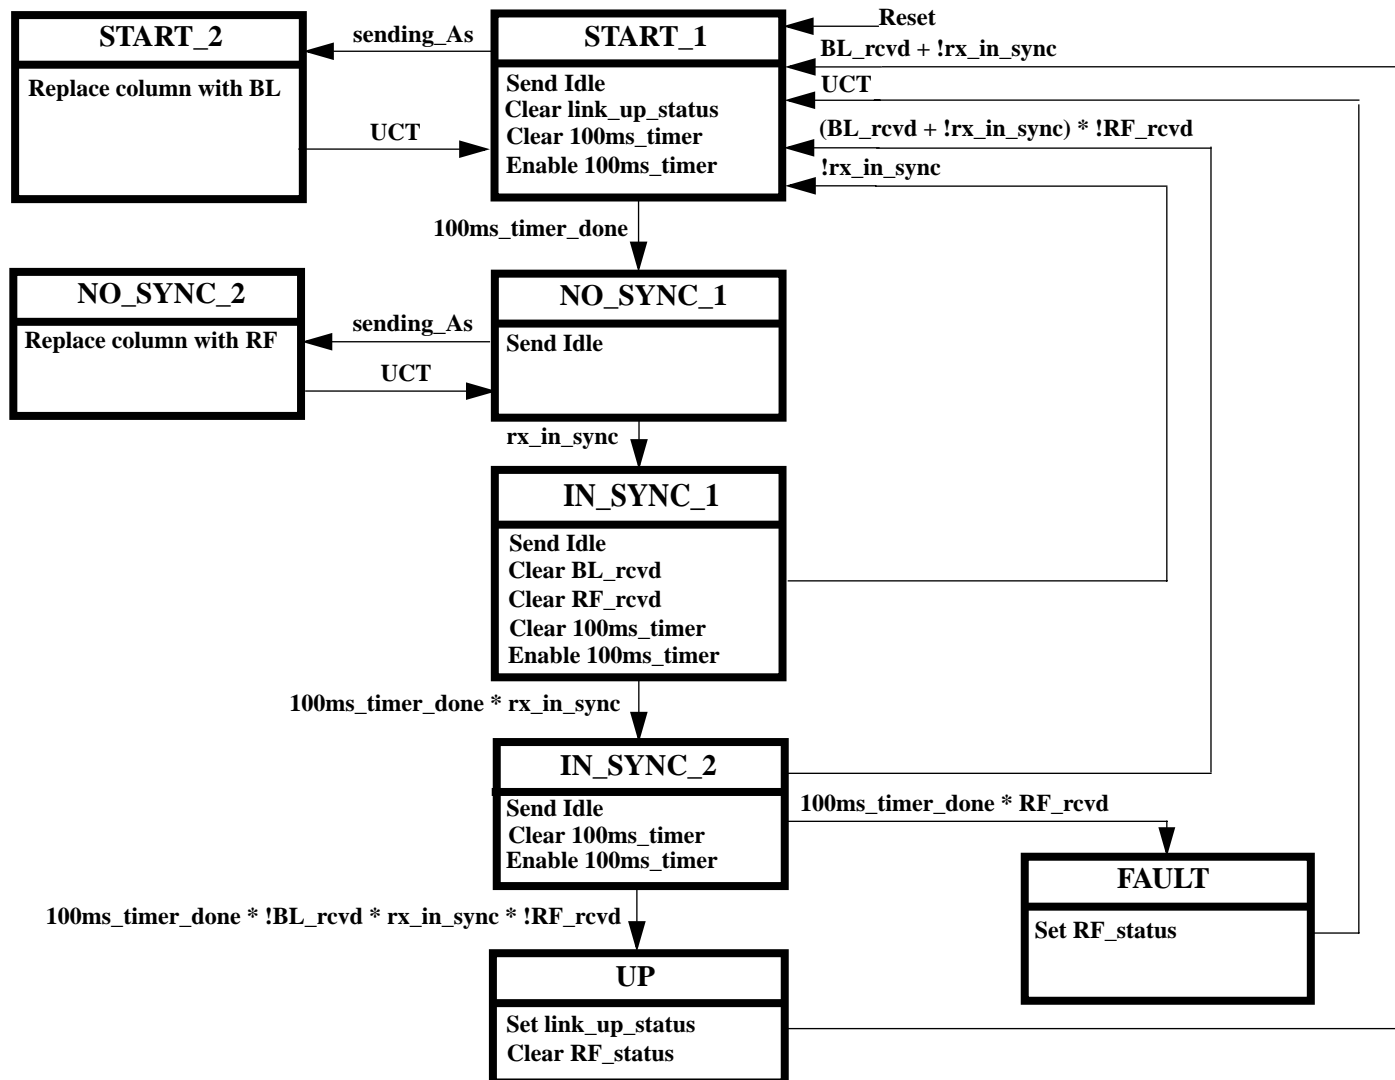 START_2
Replace column with BL
sending_As
UCT
START_1
Send Idle
Clear link_up_status
Clear 100ms_timer
Enable 100ms_timer
Reset
BL_rcvd + !rx_in_sync
UCT
(BL_rcvd + !rx_in_sync) * !RF_rcvd
!rx_in_sync
100ms_timer_done
NO_SYNC_2
Replace column with RF
sending_As
UCT
NO_SYNC_1
Send Idle
rx_in_sync
IN_SYNC_1
Send Idle
Clear BL_rcvd
Clear RF_rcvd
Clear 100ms_timer
Enable 100ms_timer
100ms_timer_done * rx_in_sync
IN_SYNC_2
Send Idle
Clear 100ms_timer
Enable 100ms_timer
100ms_timer_done * RF_rcvd
FAULT
Set RF_status
100ms_timer_done * !BL_rcvd * rx_in_sync * !RF_rcvd
UP
Set link_up_status
Clear RF_status